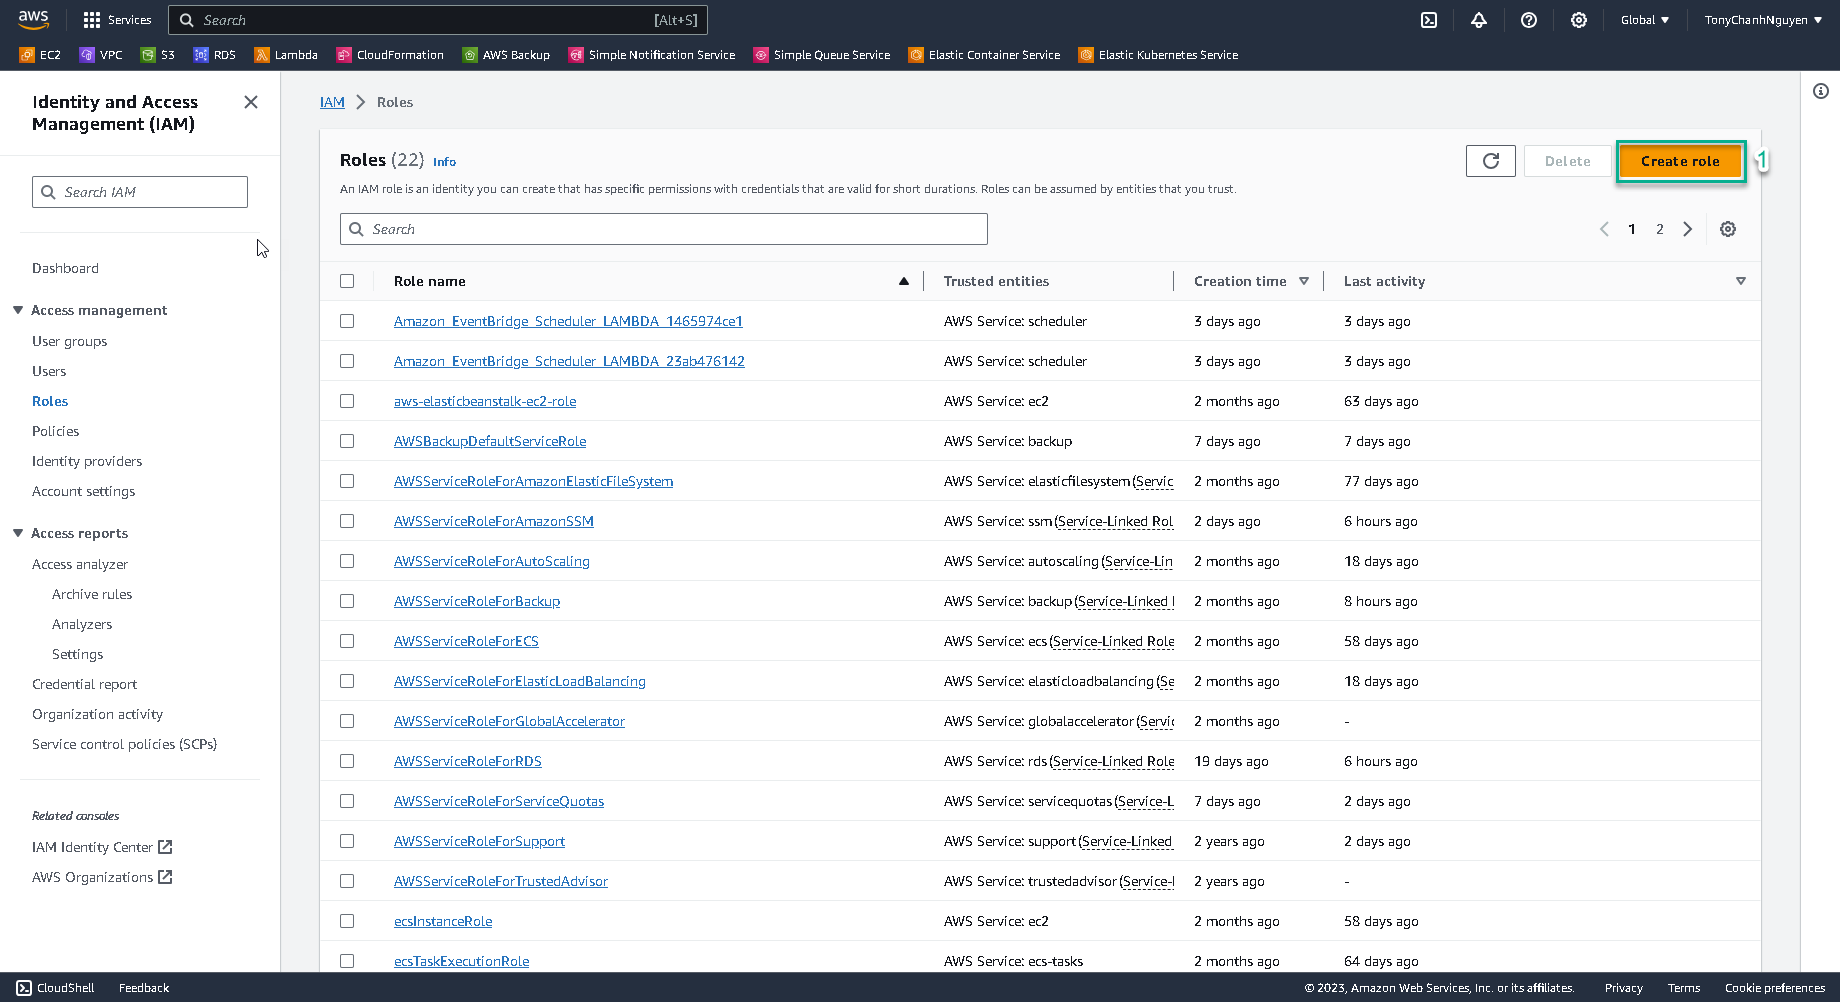 aws Services Search [Alt+S] Global ▼ TonyChanhNguyen ▼
EC2 VPC S3 RDS Lambda CloudFormation AWS Backup Simple Notification Service Simple Queue Service Elastic Container Service Elastic Kubernetes Service
Identity and Access
Management (IAM)
Search IAM
Dashboard
Access management
User groups
Users
Roles
Policies
Identity providers
Account settings
Access reports
Access analyzer
Archive rules
Analyzers
Settings
Credential report
Organization activity
Service control policies (SCPs)
Related consoles
IAM Identity Center
AWS Organizations
IAM > Roles
Roles (22) Info
Delete Create role 1
An IAM role is an identity you can create that has specific permissions with credentials that are valid for short durations. Roles can be assumed by entities that you trust.
Search
< 1 2 >
Role name Trusted entities Creation time Last activity
Amazon_EventBridge_Scheduler_LAMBDA_1465974ce1 AWS Service: scheduler 3 days ago 3 days ago
Amazon_EventBridge_Scheduler_LAMBDA_23ab476142 AWS Service: scheduler 3 days ago 3 days ago
aws-elasticbeanstalk-ec2-role AWS Service: ec2 2 months ago 63 days ago
AWSBackupDefaultServiceRole AWS Service: backup 7 days ago 7 days ago
AWSServiceRoleForAmazonElasticFileSystem AWS Service: elasticfilesystem (Servic 2 months ago 77 days ago
AWSServiceRoleForAmazonSSM AWS Service: ssm (Service-Linked Rol 2 days ago 6 hours ago
AWSServiceRoleForAutoScaling AWS Service: autoscaling (Service-Lin 2 months ago 18 days ago
AWSServiceRoleForBackup AWS Service: backup (Service-Linked 2 months ago 8 hours ago
AWSServiceRoleForECS AWS Service: ecs (Service-Linked Role 2 months ago 58 days ago
AWSServiceRoleForElasticLoadBalancing AWS Service: elasticloadbalancing (Se 2 months ago 18 days ago
AWSServiceRoleForGlobalAccelerator AWS Service: globalaccelerator (Servic 2 months ago -
AWSServiceRoleForRDS AWS Service: rds (Service-Linked Role 19 days ago 6 hours ago
AWSServiceRoleForServiceQuotas AWS Service: servicequotas (Service-L 7 days ago 2 days ago
AWSServiceRoleForSupport AWS Service: support (Service-Linked 2 years ago 2 days ago
AWSServiceRoleForTrustedAdvisor AWS Service: trustedadvisor (Service- 2 years ago -
ecsInstanceRole AWS Service: ec2 2 months ago 58 days ago
ecsTaskExecutionRole AWS Service: ecs-tasks 2 months ago 64 days ago
CloudShell Feedback © 2023, Amazon Web Services, Inc. or its affiliates. Privacy Terms Cookie preferences